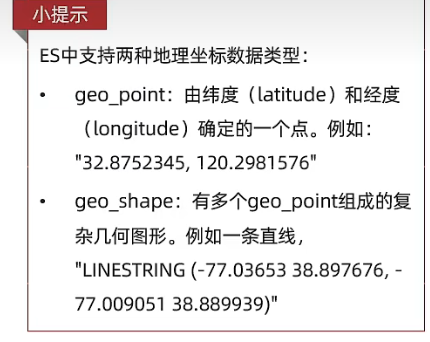 小提示
ES中支持两种地理坐标数据类型：
• geo_point：由纬度（latitude）和经度
（longitude）确定的一个点。例如：
"32.8752345, 120.2981576"
• geo_shape：有多个geo_point组成的复
杂几何图形。例如一条直线，
"LINESTRING (-77.03653 38.897676, -
77.009051 38.889939)"